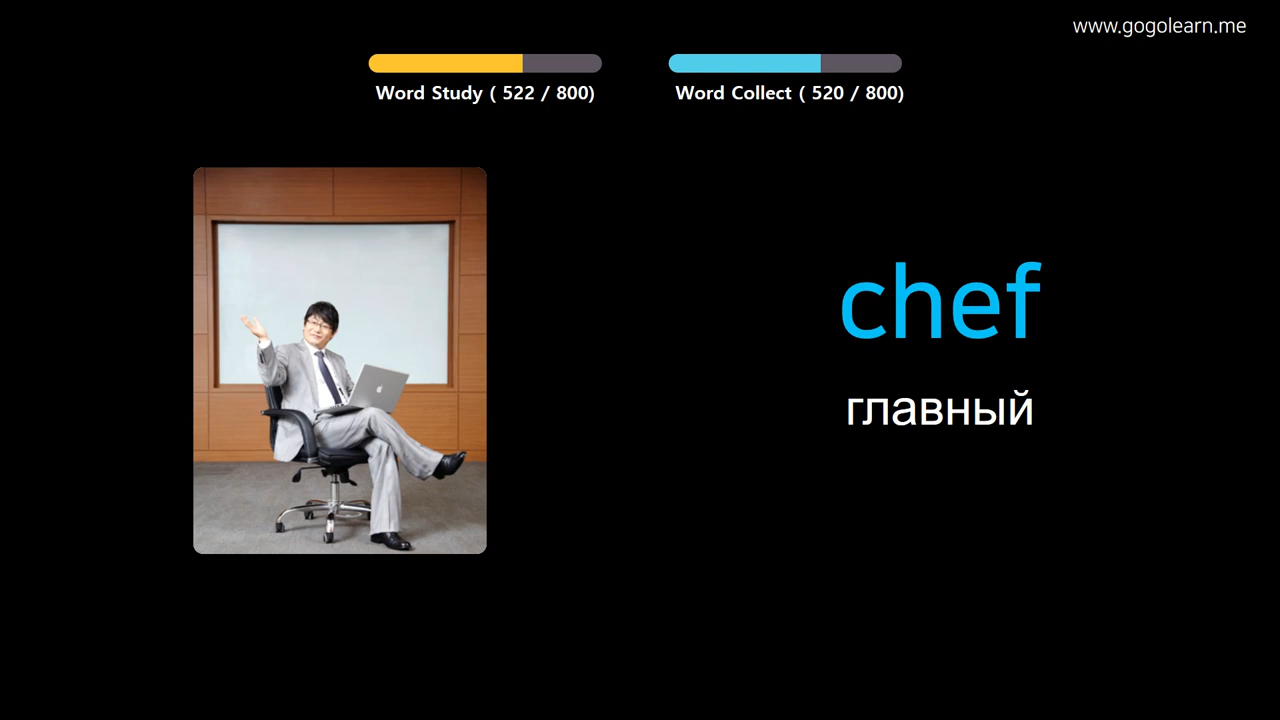 www.gogolearn.me
Word Study ( 522 / 800)
Word Collect ( 520 / 800)
chef
главный